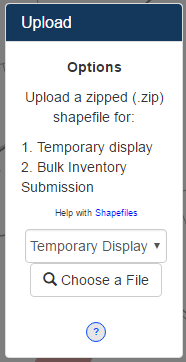 Upload
Options
Upload a zipped (.zip)
shapefile for:
1. Temporary display
2. Bulk Inventory
Submission
Help with Shapefiles
Temporary Display
Choose a File
?